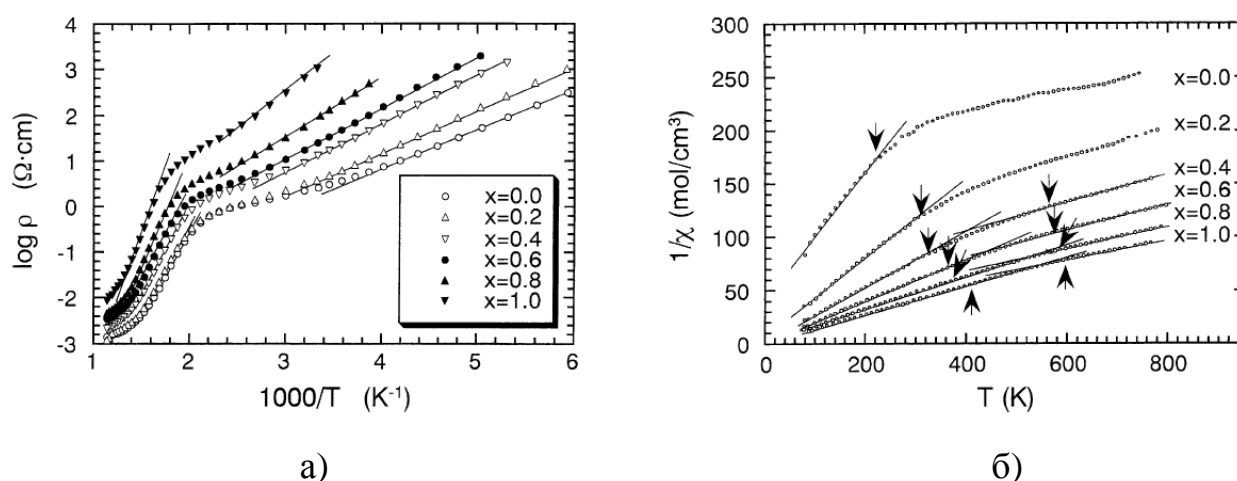 4
3
2
1
0
-1
-2
-3
log ρ (Ω·cm)
1 2 3 4 5 6
1000/T (K⁻¹)
x=0.0
x=0.2
x=0.4
x=0.6
x=0.8
x=1.0
а)
300
250
200
150
100
50
0
1/χ (mol/cm³)
0 200 400 600 800
T (K)
x=0.0
x=0.2
x=0.4
x=0.6
x=0.8
x=1.0
б)